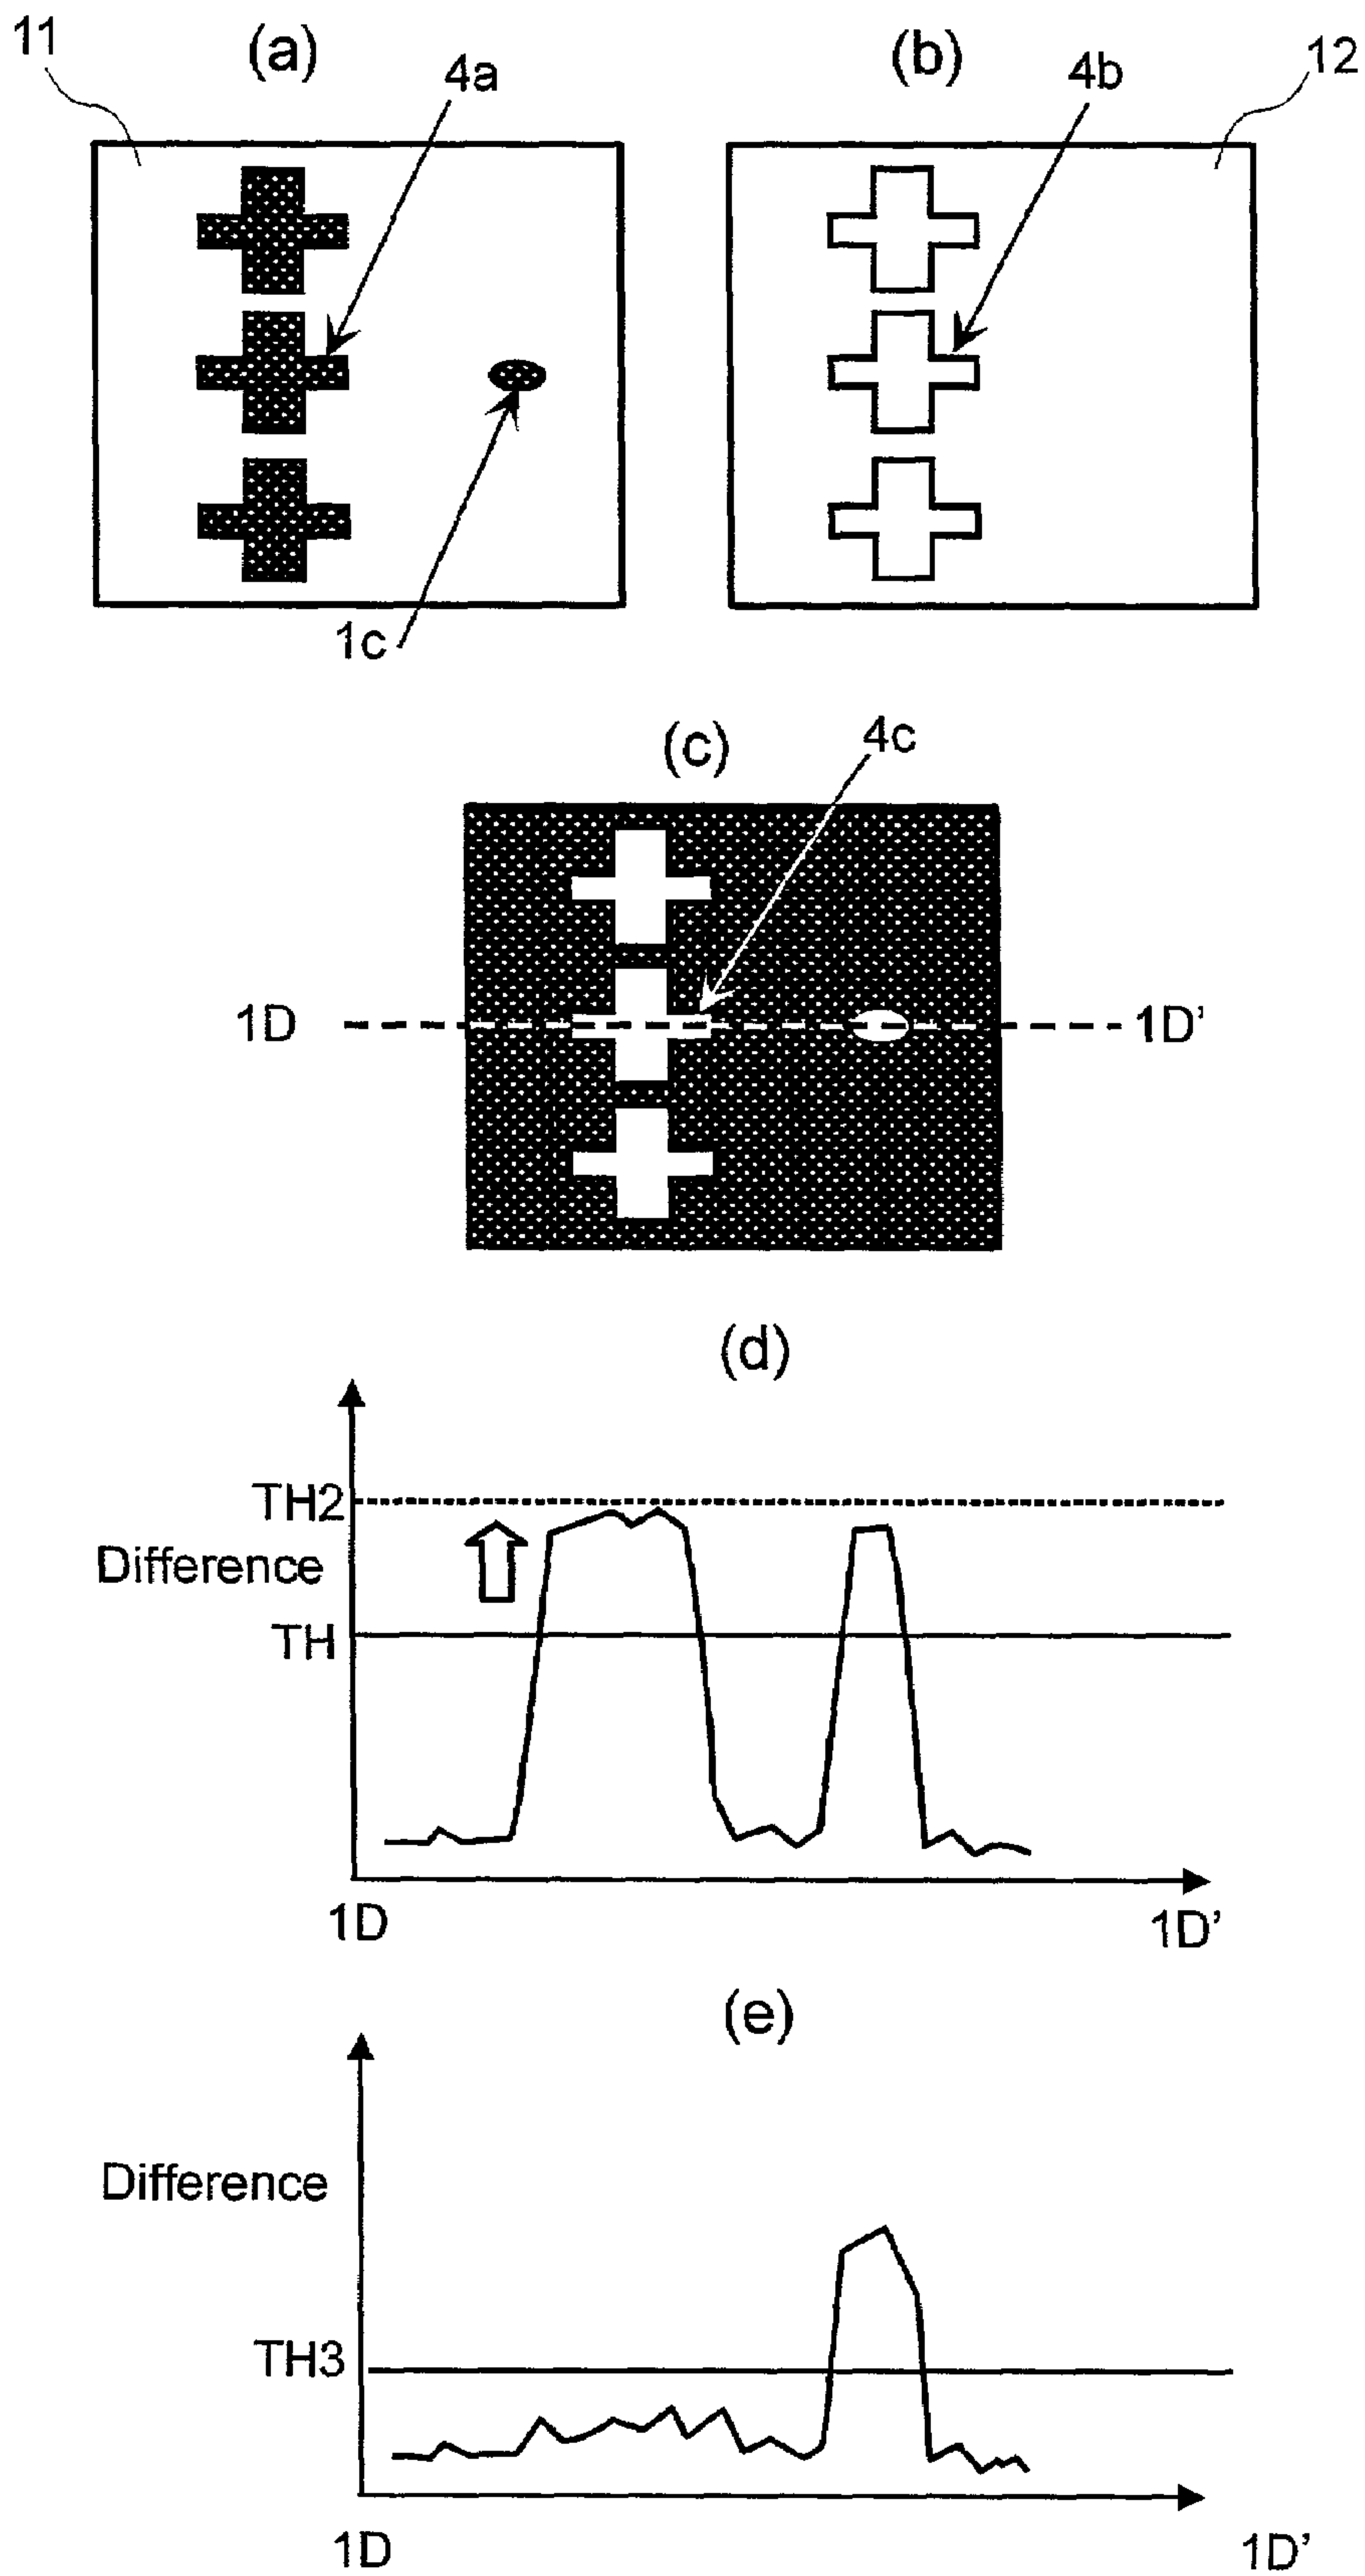 11
(a)
4a
(b)
4b
12
1c
(c)
4c
1D
1D’
(d)
TH2
Difference
TH
1D
1D’
(e)
Difference
TH3
1D
1D’